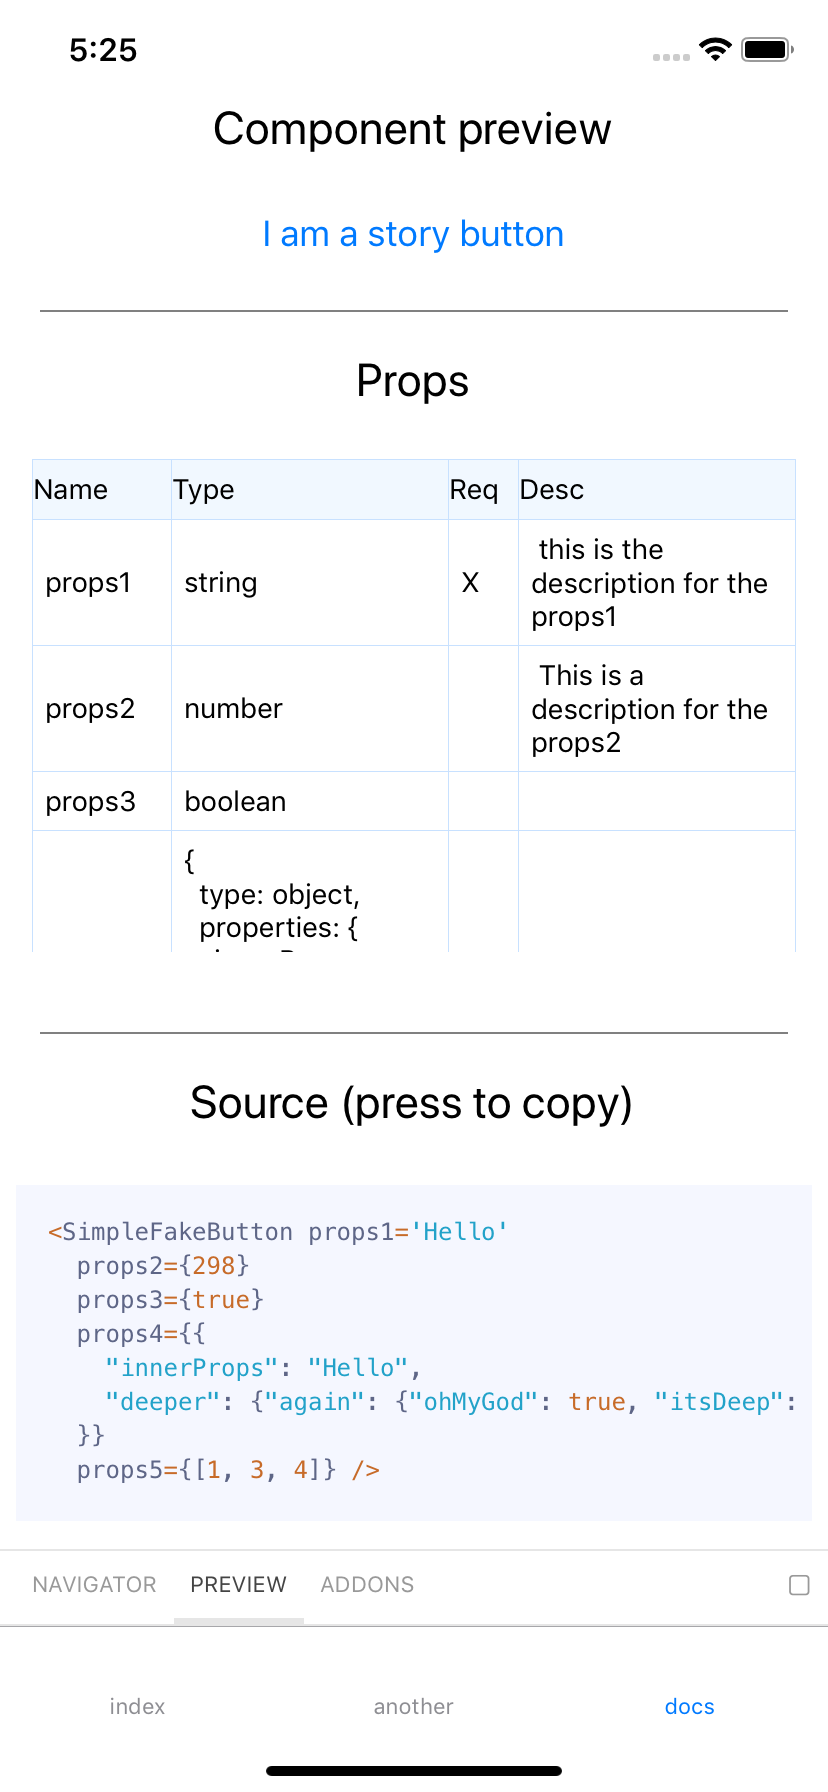 5:25
Component preview
I am a story button
Props
Name Type Req Desc
props1 string X this is the
description for the
props1
props2 number This is a
description for the
props2
props3 boolean
{
type: object,
properties: {
Source (press to copy)
<SimpleFakeButton props1='Hello'
props2={298}
props3={true}
props4={{
"innerProps": "Hello",
"deeper": {"again": {"ohMyGod": true, "itsDeep":
}}
props5={[1, 3, 4]} />
NAVIGATOR PREVIEW ADDONS
index another docs